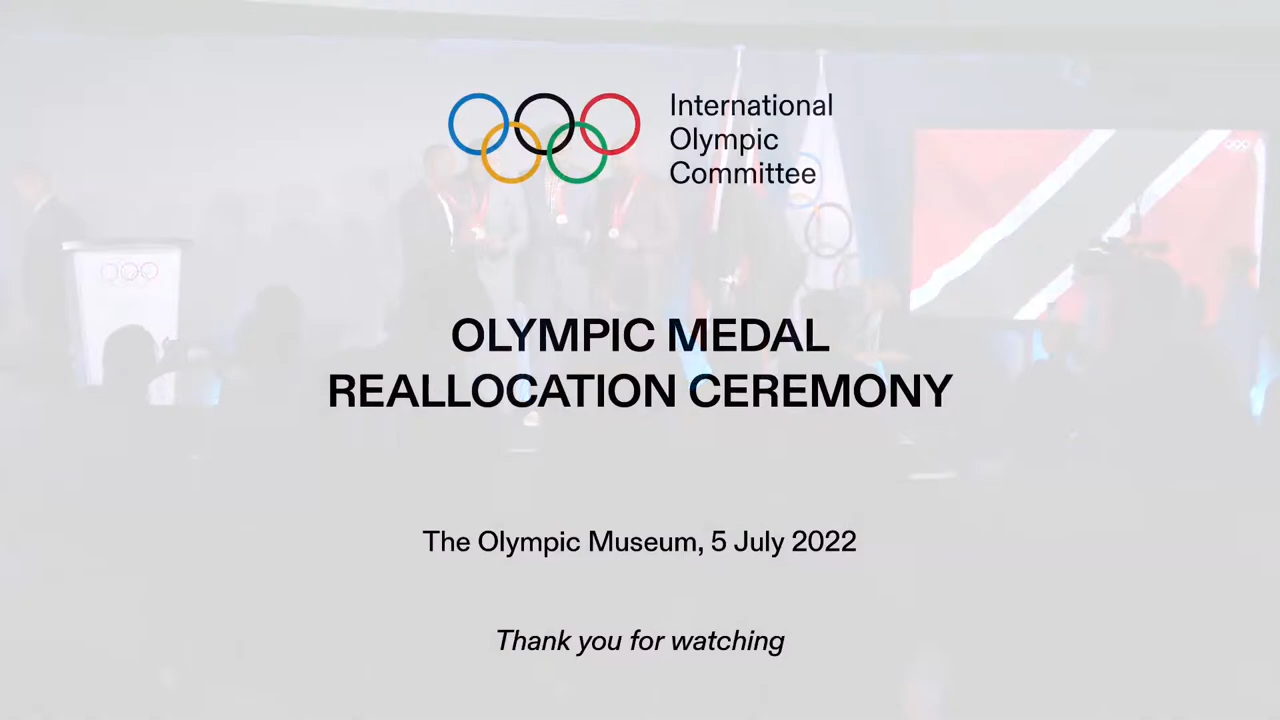 International
Olympic
Committee
OLYMPIC MEDAL
REALLOCATION CEREMONY
The Olympic Museum, 5 July 2022
Thank you for watching